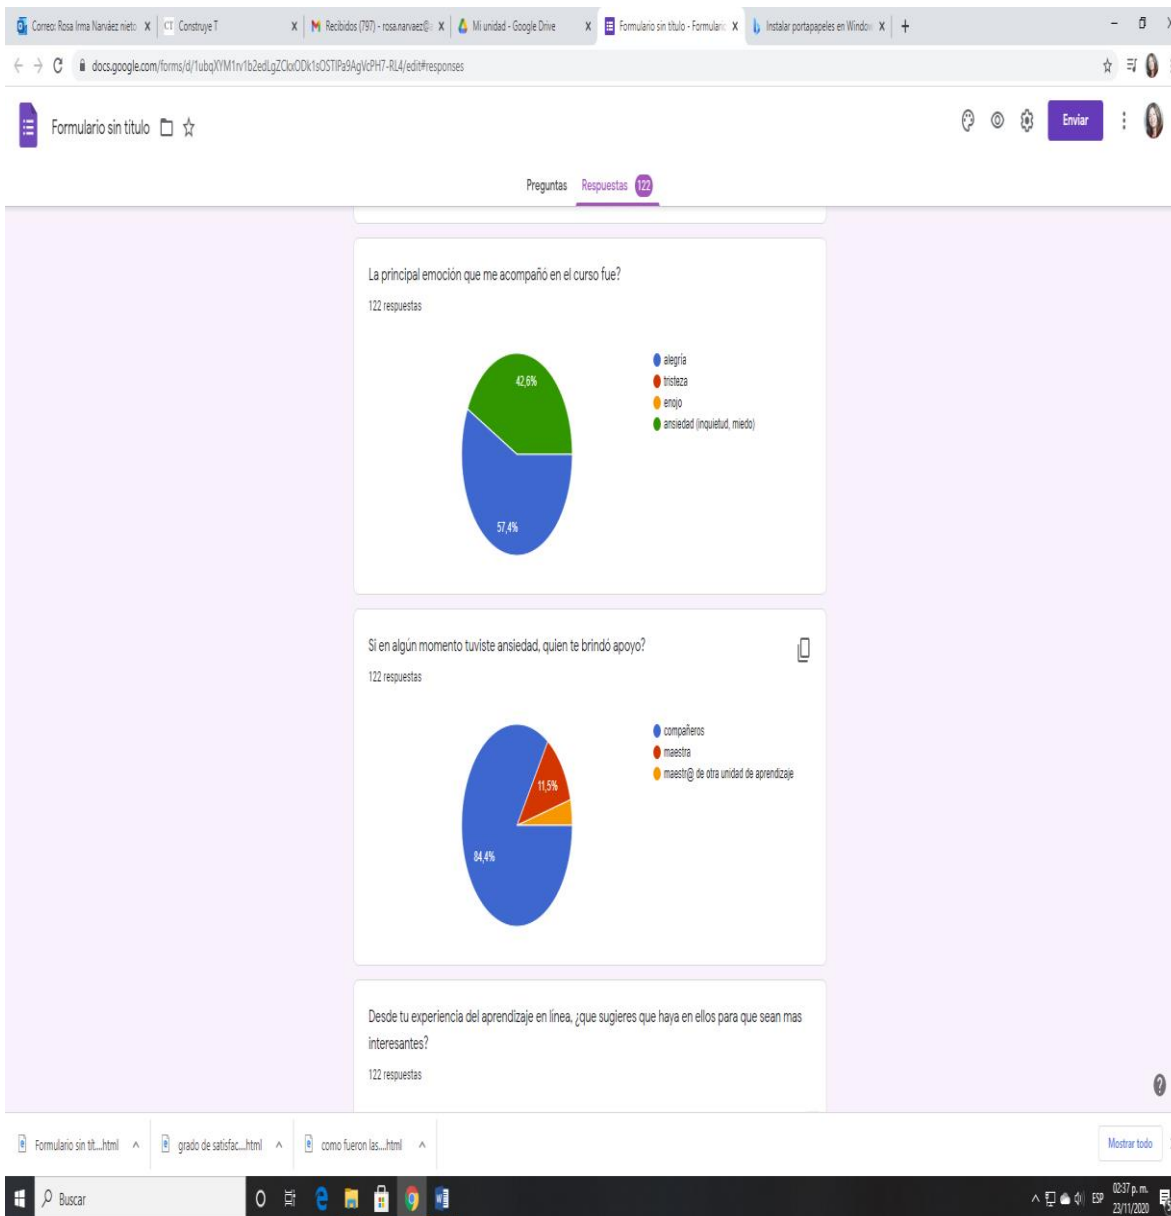 Correo: Rosa Irma Narváez nieto
CT Construye T
Recibidos (797) - rosa.narvaez@
Mi unidad - Google Drive
Formulario sin título - Formulario
Instalar portapapeles en Window
docs.google.com/forms/d/
/edit#responses
Formulario sin título
Enviar
Preguntas Respuestas 122
La principal emoción que me acompañó en el curso fue?
122 respuestas
42,6%
57,4%
alegría
tristeza
enojo
ansiedad (inquietud, miedo)
Si en algún momento tuviste ansiedad, quien te brindó apoyo?
122 respuestas
11,5%
84,4%
compañeros
maestra
maestr@ de otra unidad de aprendizaje
Desde tu experiencia del aprendizaje en línea, ¿que sugieres que haya en ellos para que sean mas
interesantes?
122 respuestas
Formulario sin tít....html
grado de satisfac....html
como fueron las....html
Mostrar todo
Buscar
ESP
02:37 p. m.
23/11/2020